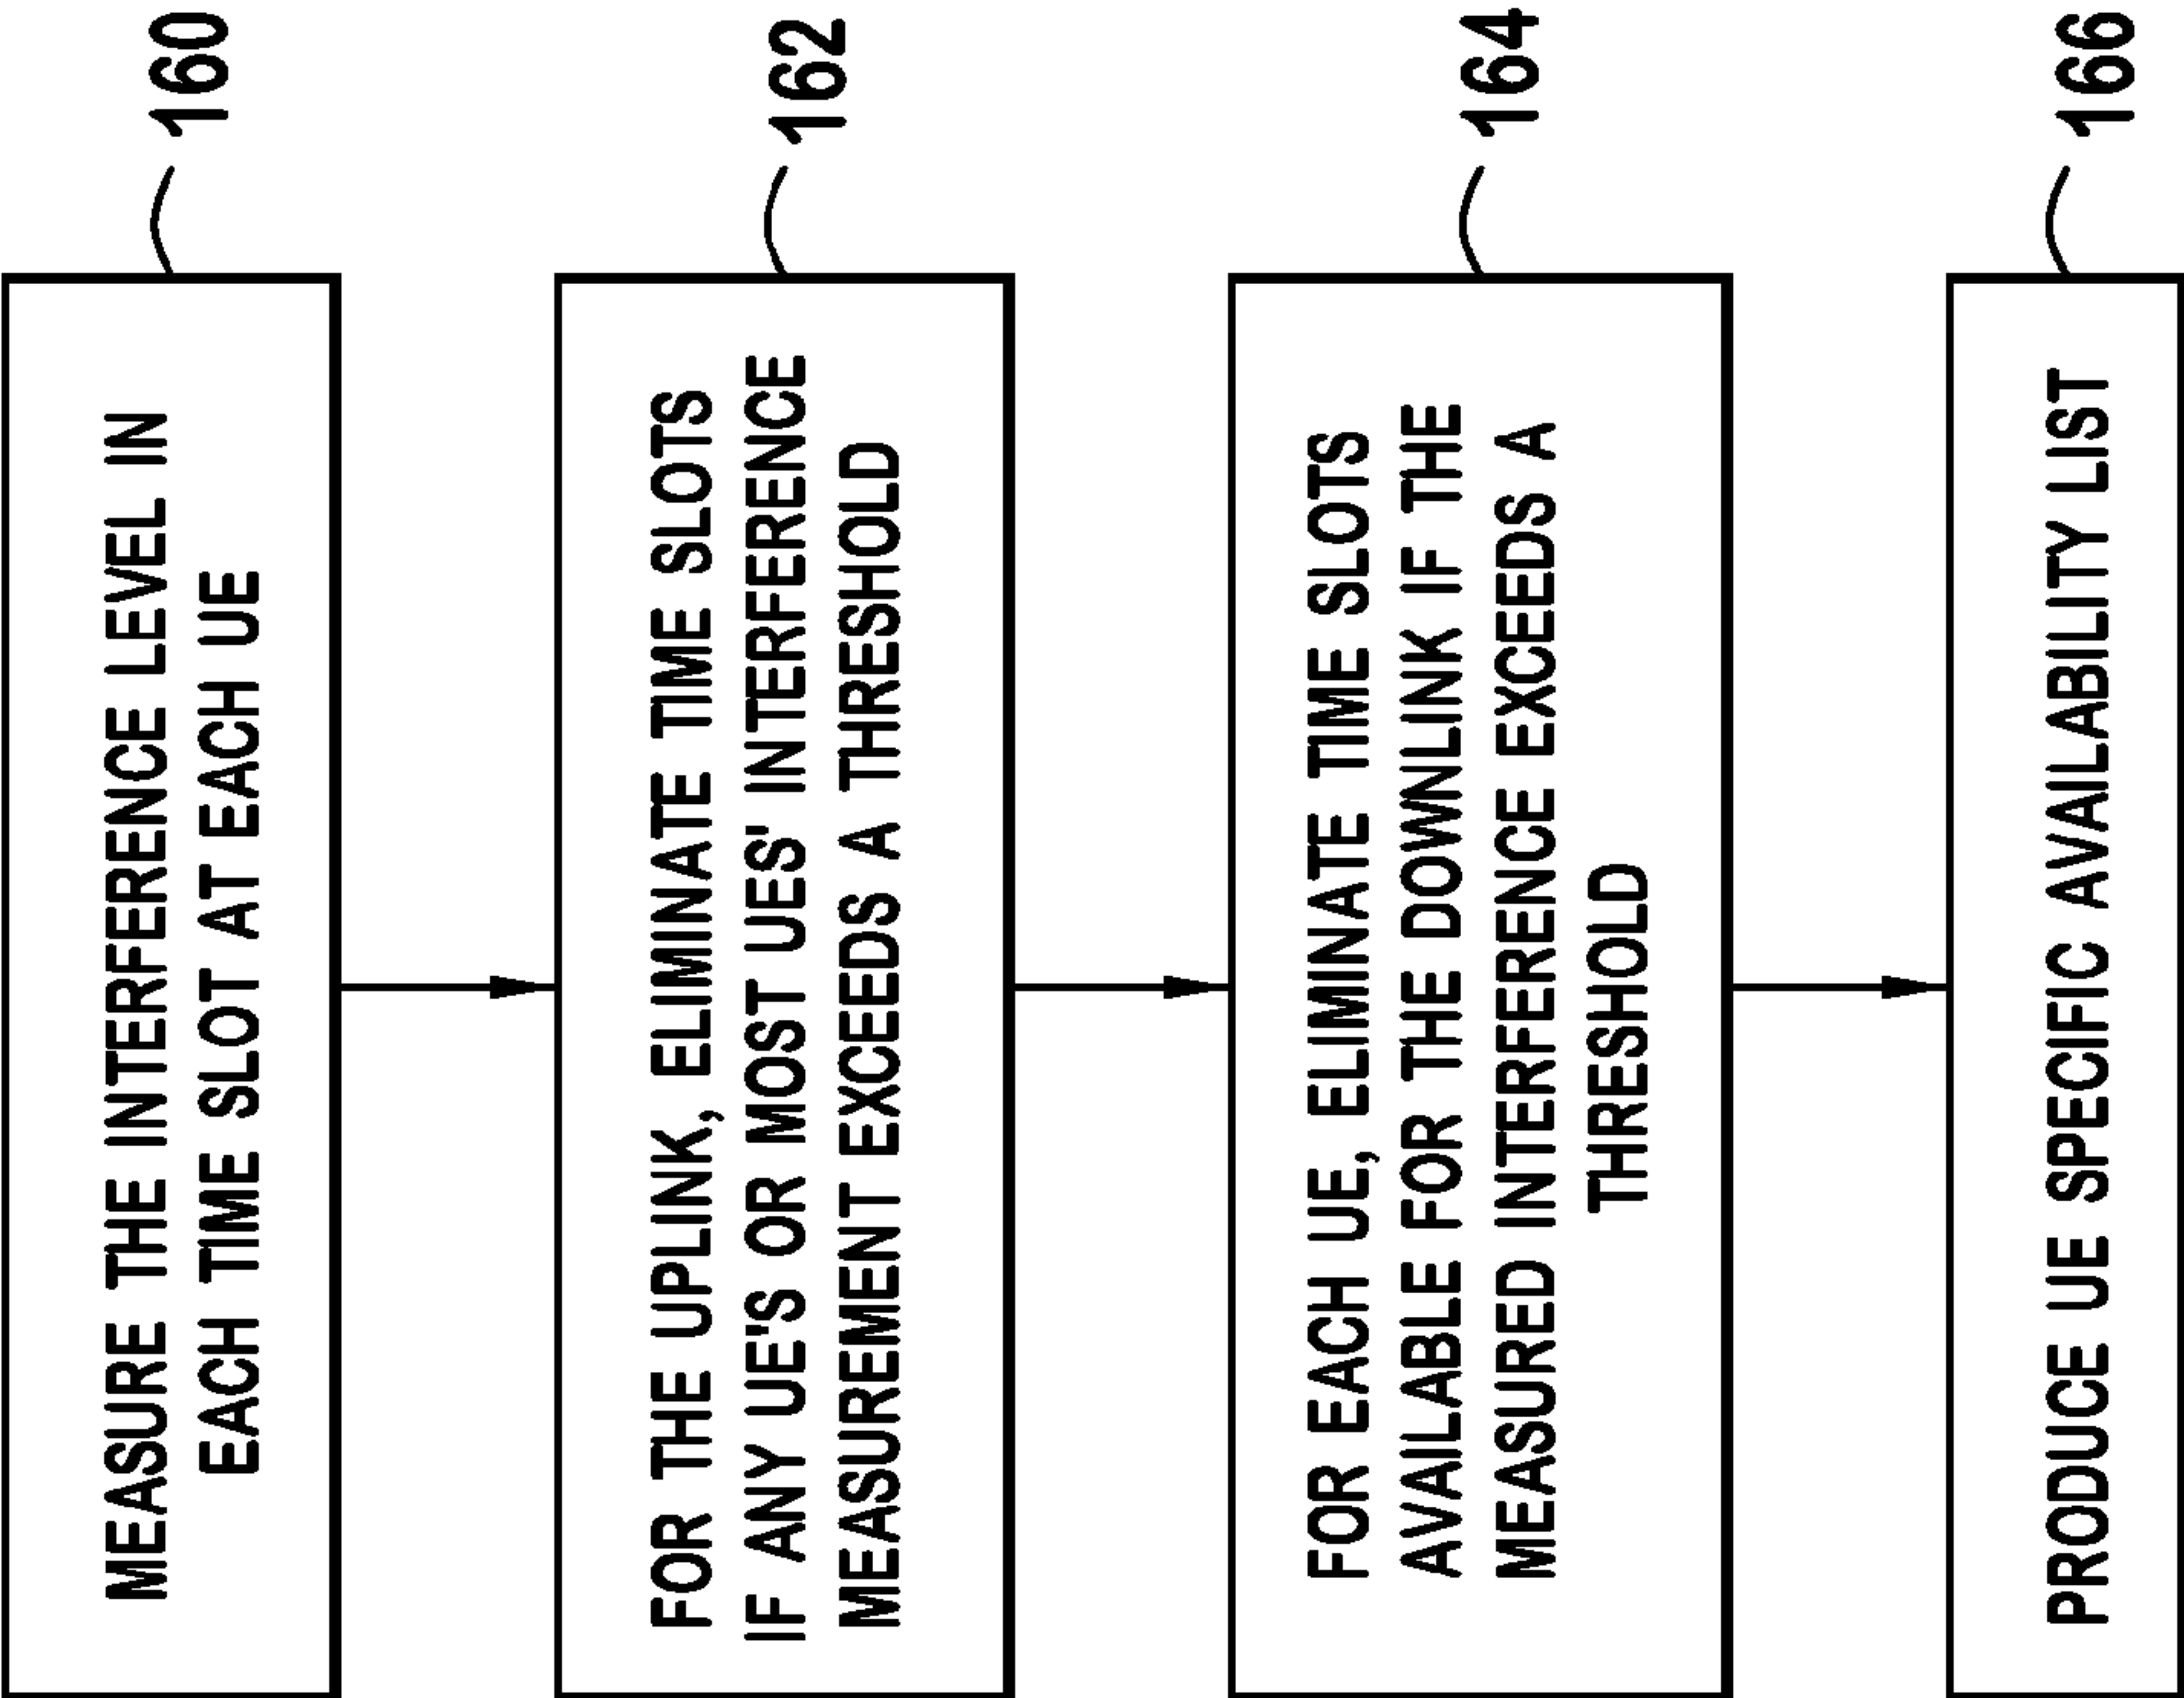 MEASURE THE INTERFERENCE LEVEL IN
EACH TIME SLOT AT EACH UE
160
FOR THE UPLINK, ELIMINATE TIME SLOTS
IF ANY UE'S OR MOST UES' INTERFERENCE
MEASUREMENT EXCEEDS A THRESHOLD
162
FOR EACH UE, ELIMINATE TIME SLOTS
AVAILABLE FOR THE DOWNLINK IF THE
MEASURED INTERFERENCE EXCEEDS A
THRESHOLD
164
PRODUCE UE SPECIFIC AVAILABILITY LIST
166